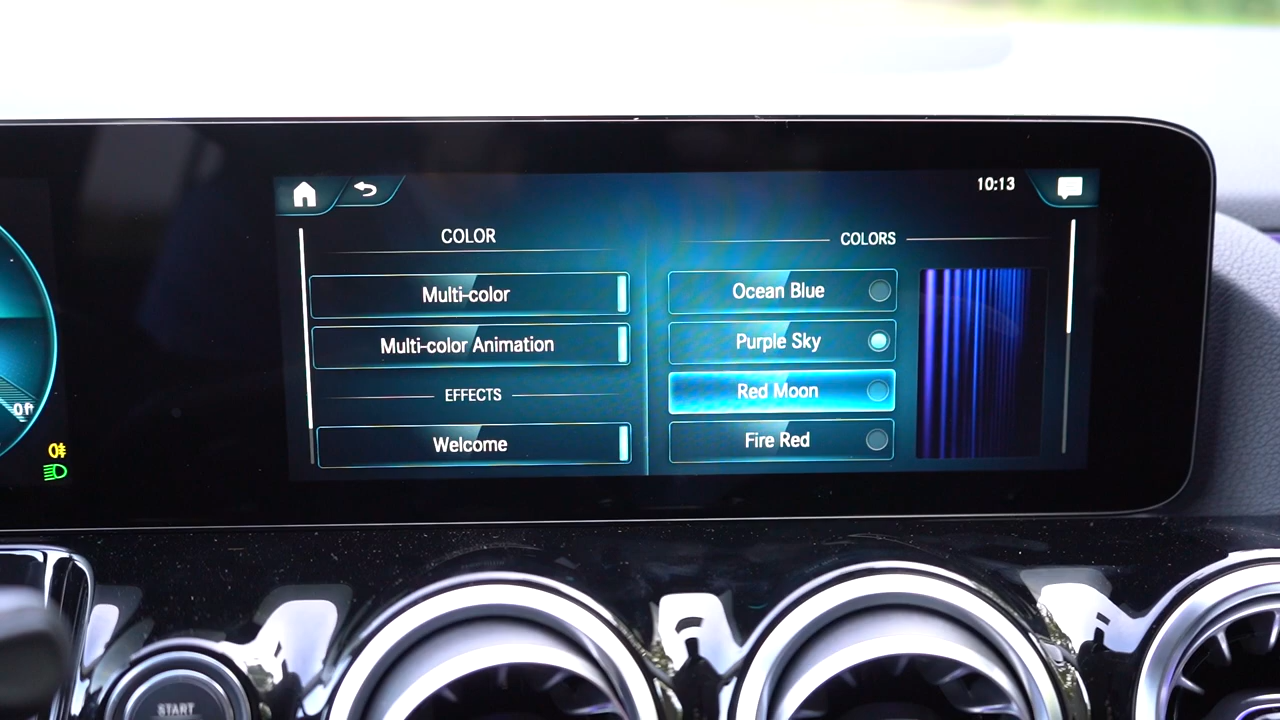 10:13
COLOR
Multi-color
Multi-color Animation
EFFECTS
Welcome
COLORS
Ocean Blue
Purple Sky
Red Moon
Fire Red
START